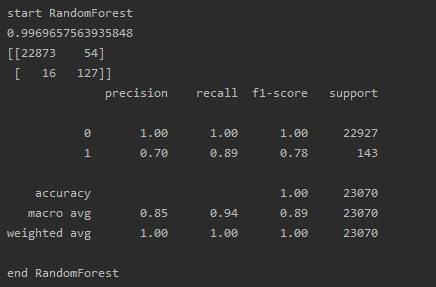 start RandomForest
0.9969657563935848
[[22873 54]
[ 16 127]]
precision recall f1-score support
0 1.00 1.00 1.00 22927
1 0.70 0.89 0.78 143
accuracy 1.00 23070
macro avg 0.85 0.94 0.89 23070
weighted avg 1.00 1.00 1.00 23070
end RandomForest